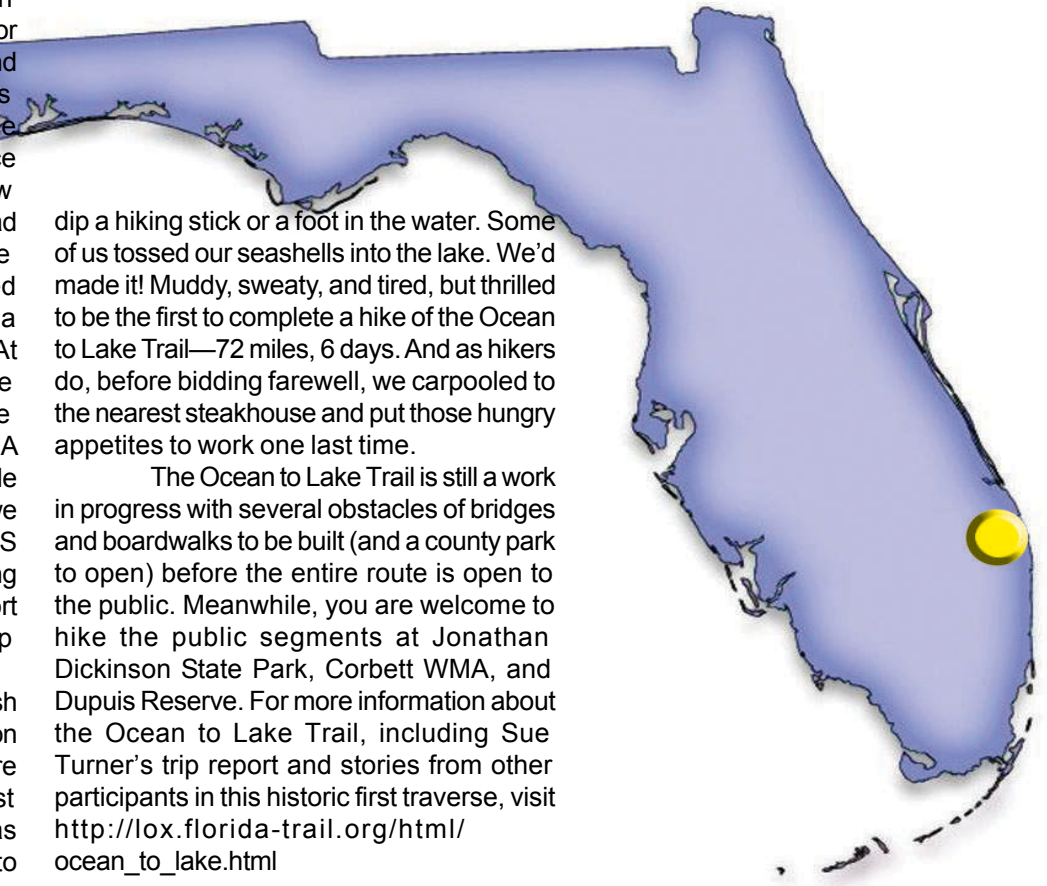 dip a hiking stick or a foot in the water. Some
of us tossed our seashells into the lake. We’d
made it! Muddy, sweaty, and tired, but thrilled
to be the first to complete a hike of the Ocean
to Lake Trail—72 miles, 6 days. And as hikers
do, before bidding farewell, we carpooled to
the nearest steakhouse and put those hungry
appetites to work one last time.
The Ocean to Lake Trail is still a work
in progress with several obstacles of bridges
and boardwalks to be built (and a county park
to open) before the entire route is open to
the public. Meanwhile, you are welcome to
hike the public segments at Jonathan
Dickinson State Park, Corbett WMA, and
Dupuis Reserve. For more information about
the Ocean to Lake Trail, including Sue
Turner’s trip report and stories from other
participants in this historic first traverse, visit
http://lox.florida-trail.org/html/
ocean_to_lake.html